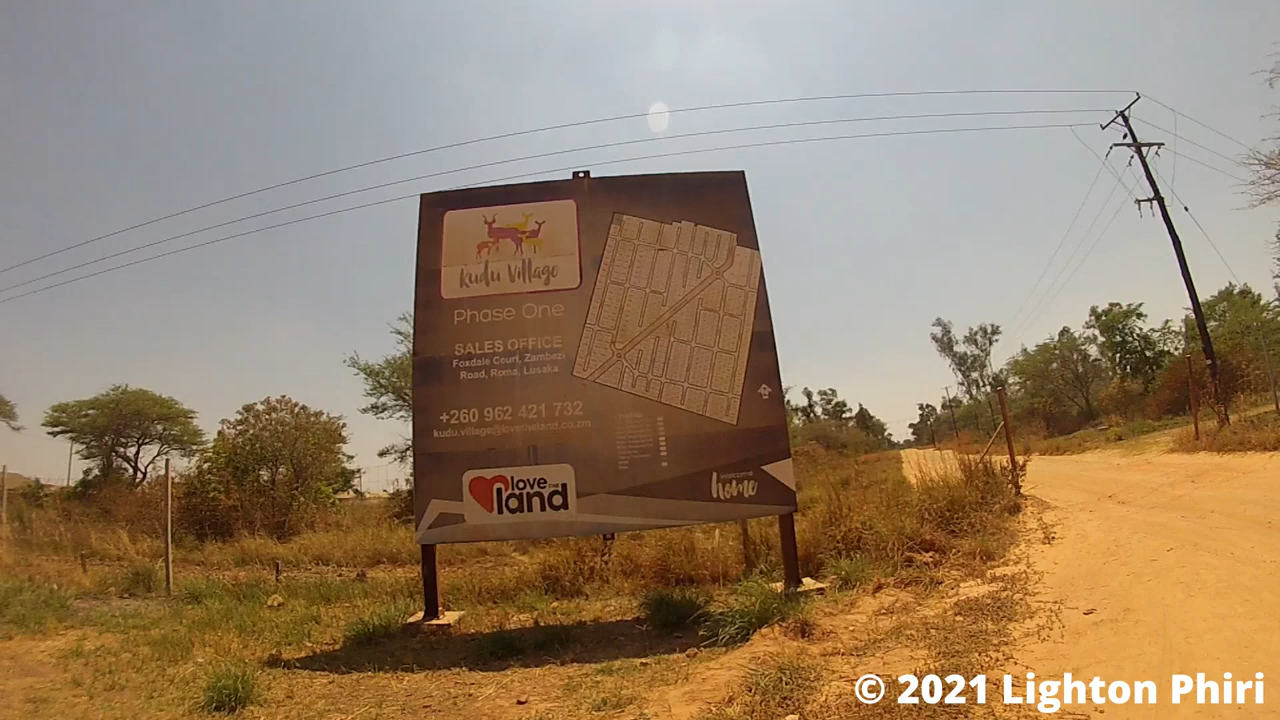 Kudu Village
Phase One
SALES OFFICE
Foxdale Court, Zambezi
Road, Roma, Lusaka
+260 962 421 732
kudu.village@lovetheland.co.zm
love THE
land
welcome
home
© 2021 Lighton Phiri